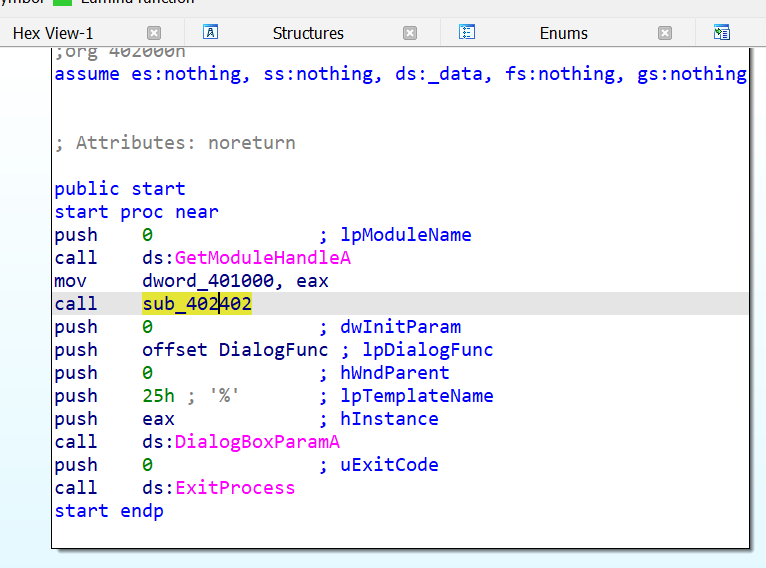 Lumina function
Hex View-1 Structures Enums
;org 402000h
assume es:nothing, ss:nothing, ds:_data, fs:nothing, gs:nothing
; Attributes: noreturn
public start
start proc near
push 0 ; lpModuleName
call ds:GetModuleHandleA
mov dword_401000, eax
call sub_402402
push 0 ; dwInitParam
push offset DialogFunc ; lpDialogFunc
push 0 ; hWndParent
push 25h ; '%' ; lpTemplateName
push eax ; hInstance
call ds:DialogBoxParamA
push 0 ; uExitCode
call ds:ExitProcess
start endp